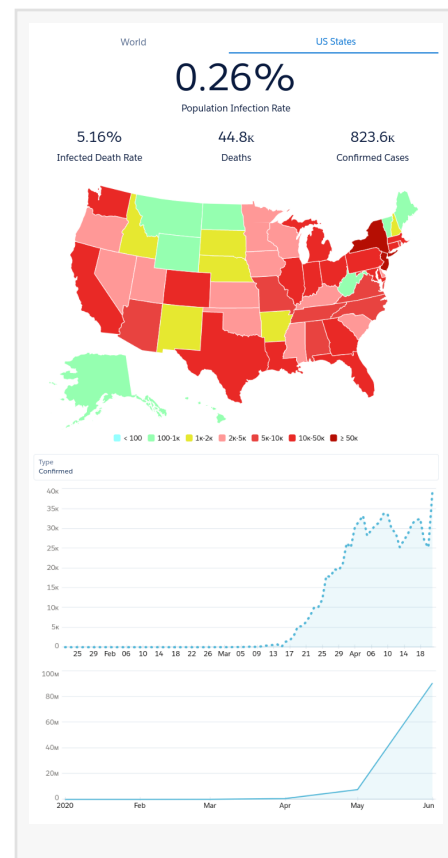 World US States
0.26%
Population Infection Rate
5.16% 44.8K 823.6K
Infected Death Rate Deaths Confirmed Cases
< 100 100-1K 1K-2K 2K-5K 5K-10K 10K-50K ≥ 50K
Type
Confirmed
40K
35K
30K
25K
20K
15K
10K
5K
0
25 29 Feb 06 10 14 18 22 26 Mar 05 09 13 17 21 25 29 Apr 06 10 14 18
100M
80M
60M
40M
20M
0
2020 Feb Mar Apr May Jun